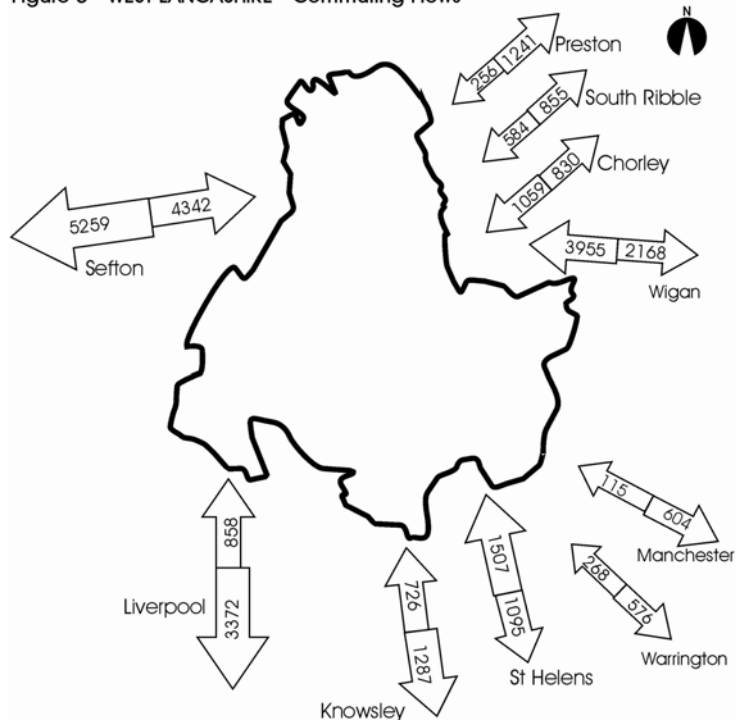 N
Preston
256 1241
South Ribble
584 855
Chorley
1059 830
5259 4342
Sefton
3955 2168
Wigan
115 604
Manchester
858
Liverpool
3372
726
1287
Knowsley
1507
1095
St Helens
268 576
Warrington